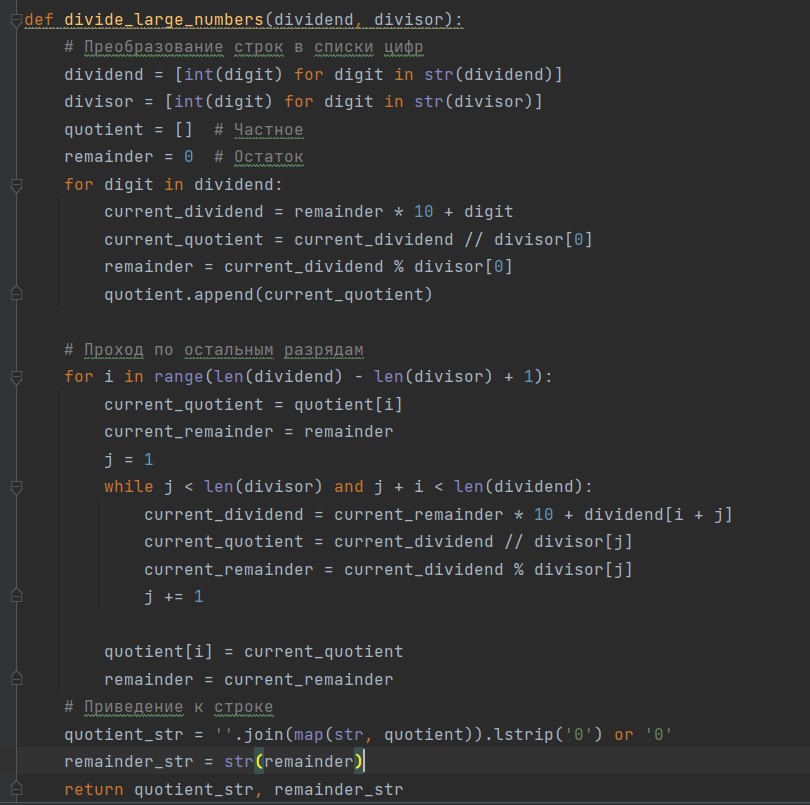 def divide_large_numbers(dividend, divisor):
    # Преобразование строк в списки цифр
    dividend = [int(digit) for digit in str(dividend)]
    divisor = [int(digit) for digit in str(divisor)]
    quotient = []  # Частное
    remainder = 0  # Остаток
    for digit in dividend:
        current_dividend = remainder * 10 + digit
        current_quotient = current_dividend // divisor[0]
        remainder = current_dividend % divisor[0]
        quotient.append(current_quotient)

    # Проход по остальным разрядам
    for i in range(len(dividend) - len(divisor) + 1):
        current_quotient = quotient[i]
        current_remainder = remainder
        j = 1
        while j < len(divisor) and j + i < len(dividend):
            current_dividend = current_remainder * 10 + dividend[i + j]
            current_quotient = current_dividend // divisor[j]
            current_remainder = current_dividend % divisor[j]
            j += 1

        quotient[i] = current_quotient
        remainder = current_remainder
    # Приведение к строке
    quotient_str = ''.join(map(str, quotient)).lstrip('0') or '0'
    remainder_str = str(remainder)
    return quotient_str, remainder_str